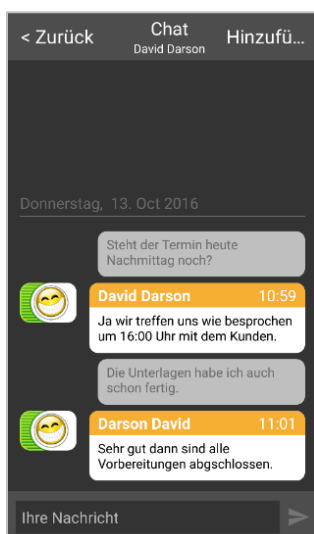 < Zurück Chat Hinzufü...
David Darson
Donnerstag, 13. Oct 2016
Steht der Termin heute
Nachmittag noch?
David Darson 10:59
Ja wir treffen uns wie besprochen
um 16:00 Uhr mit dem Kunden.
Die Unterlagen habe ich auch
schon fertig.
Darson David 11:01
Sehr gut dann sind alle
Vorbereitungen abgschlossen.
Ihre Nachricht